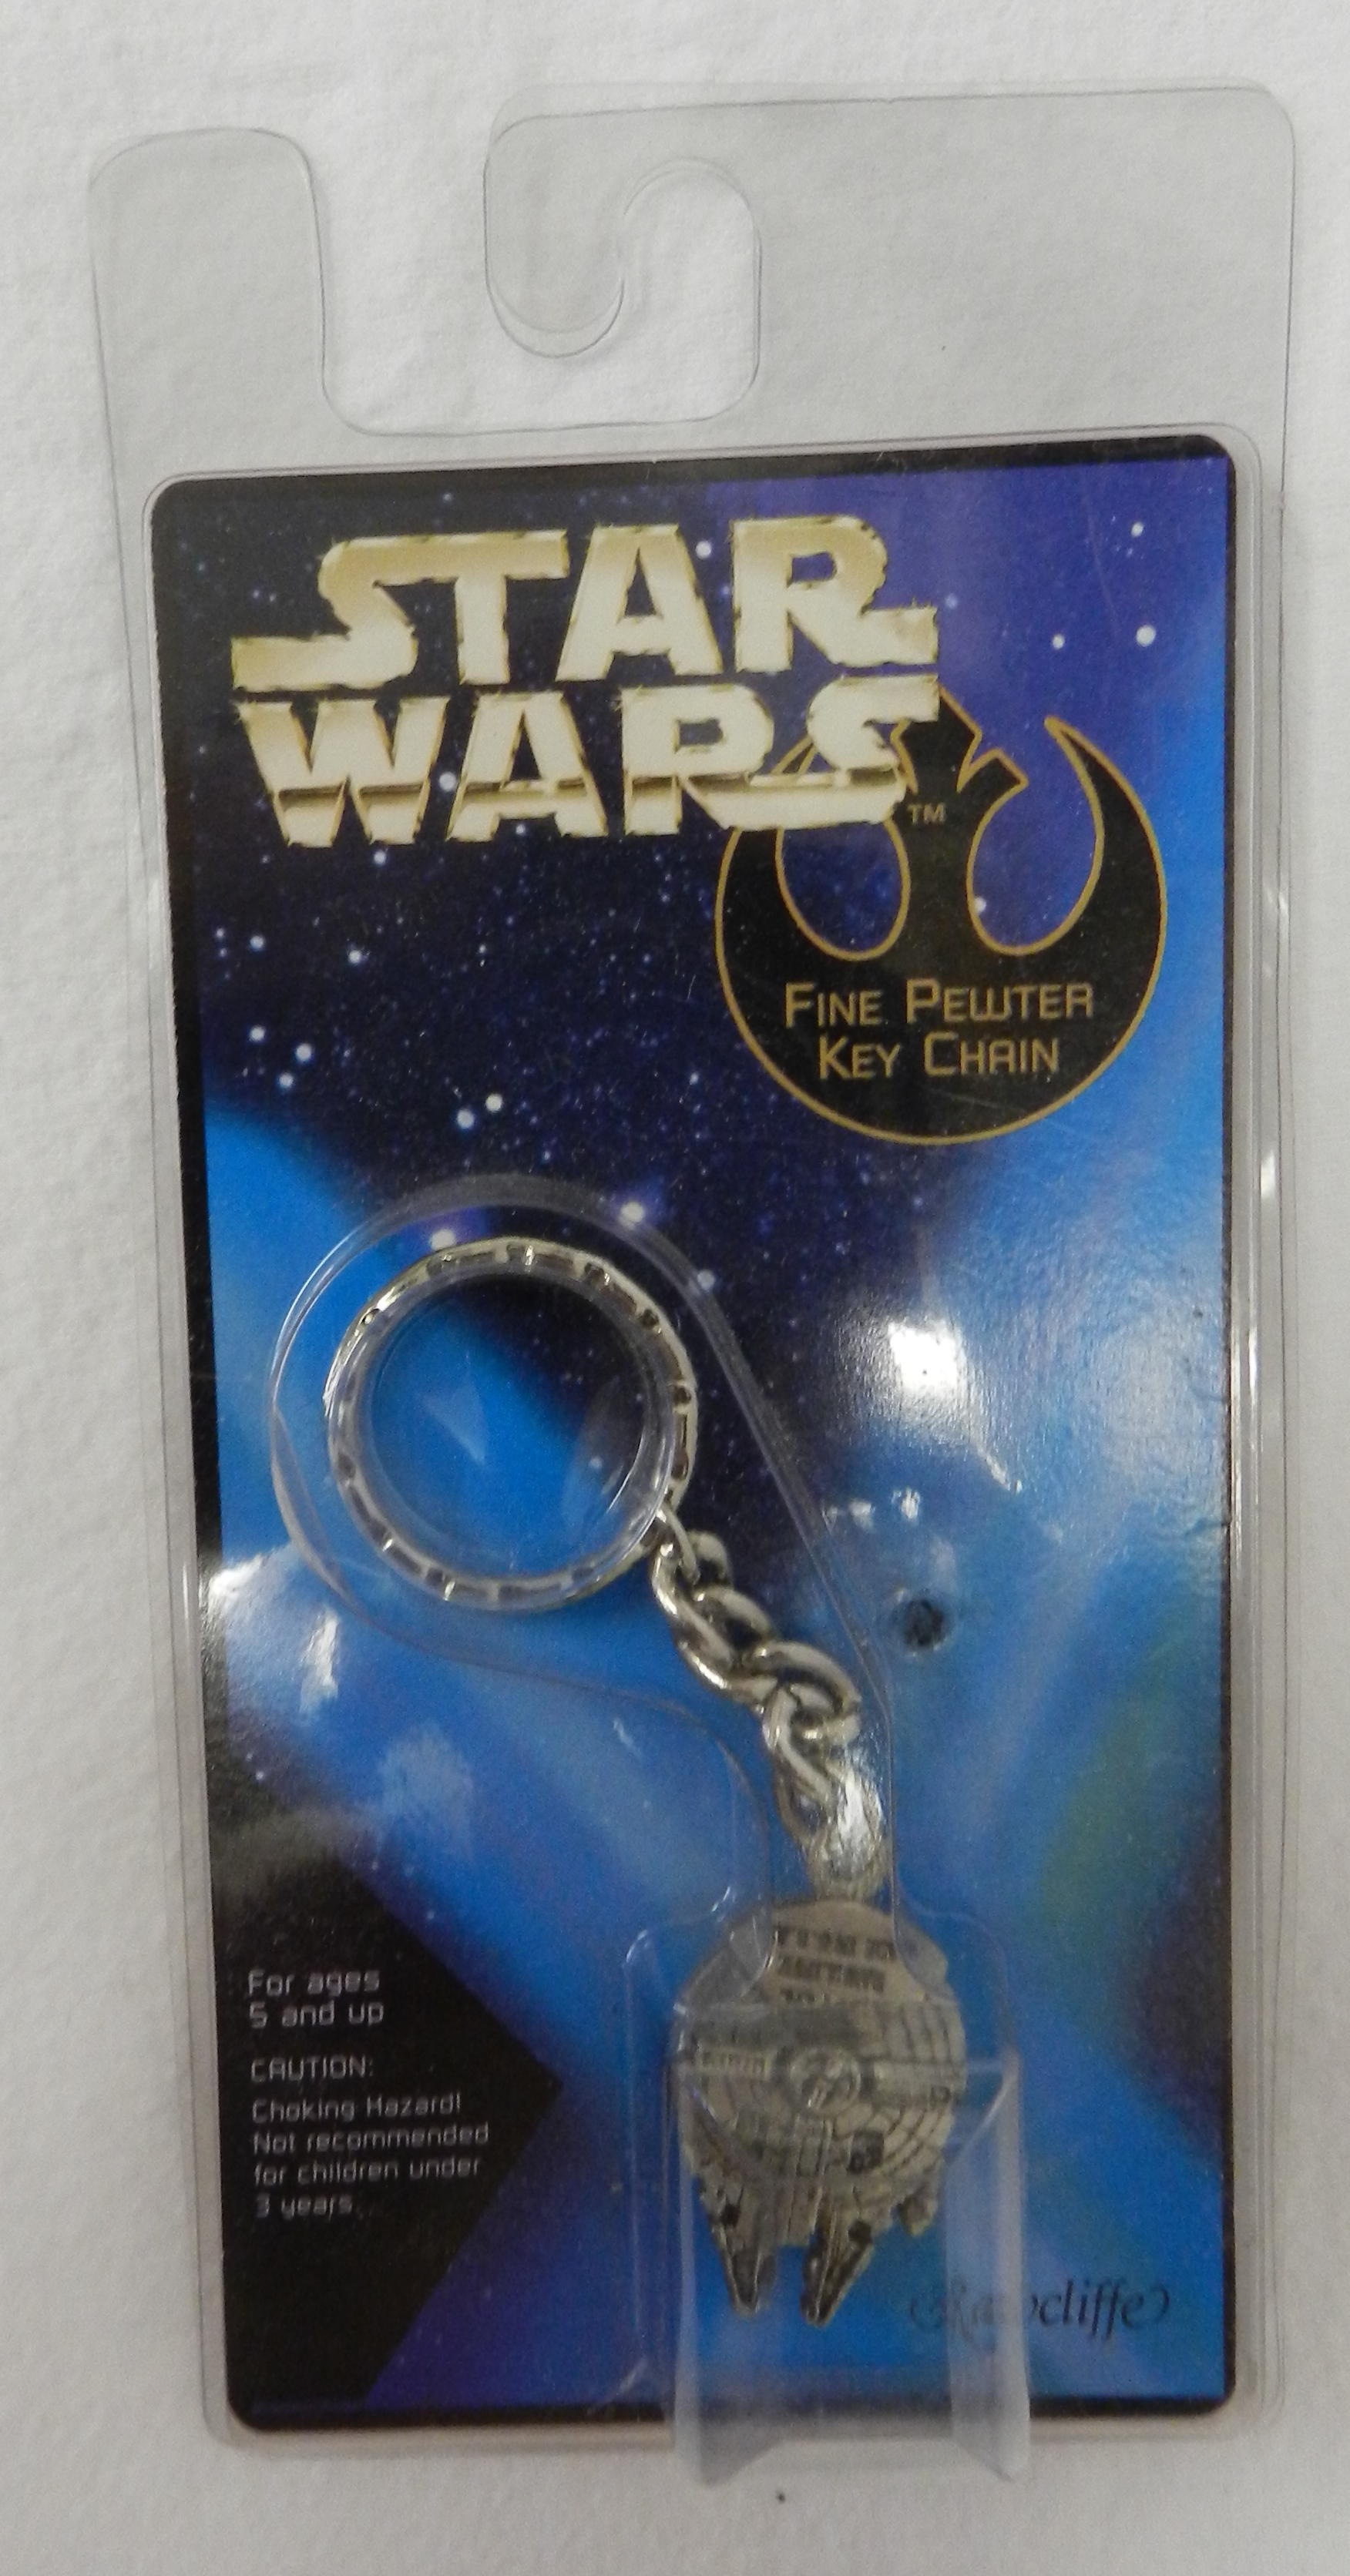 STAR
WARS
TM
FINE PEWTER
KEY CHAIN
For ages
5 and up
CAUTION:
Choking Hazard!
Not recommended
for children under
3 years.